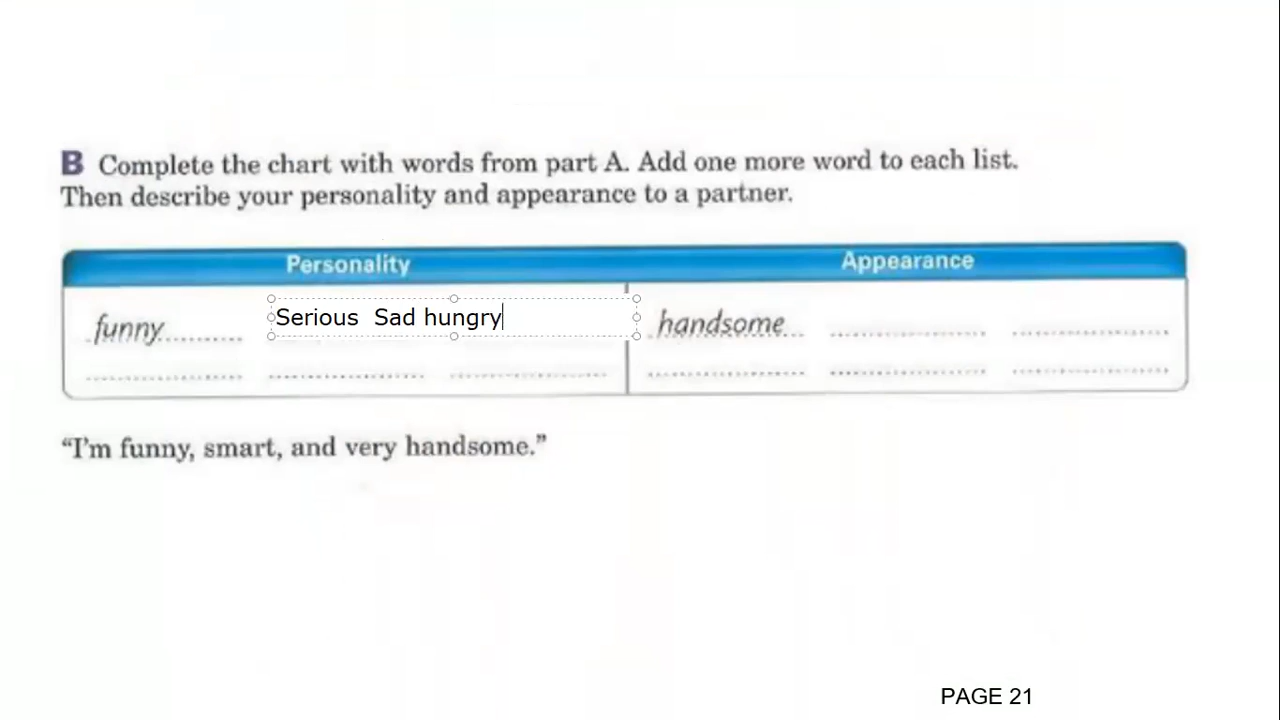 B Complete the chart with words from part A. Add one more word to each list.
Then describe your personality and appearance to a partner.
Personality Appearance
funny Serious Sad hungry handsome
“I'm funny, smart, and very handsome.”
PAGE 21